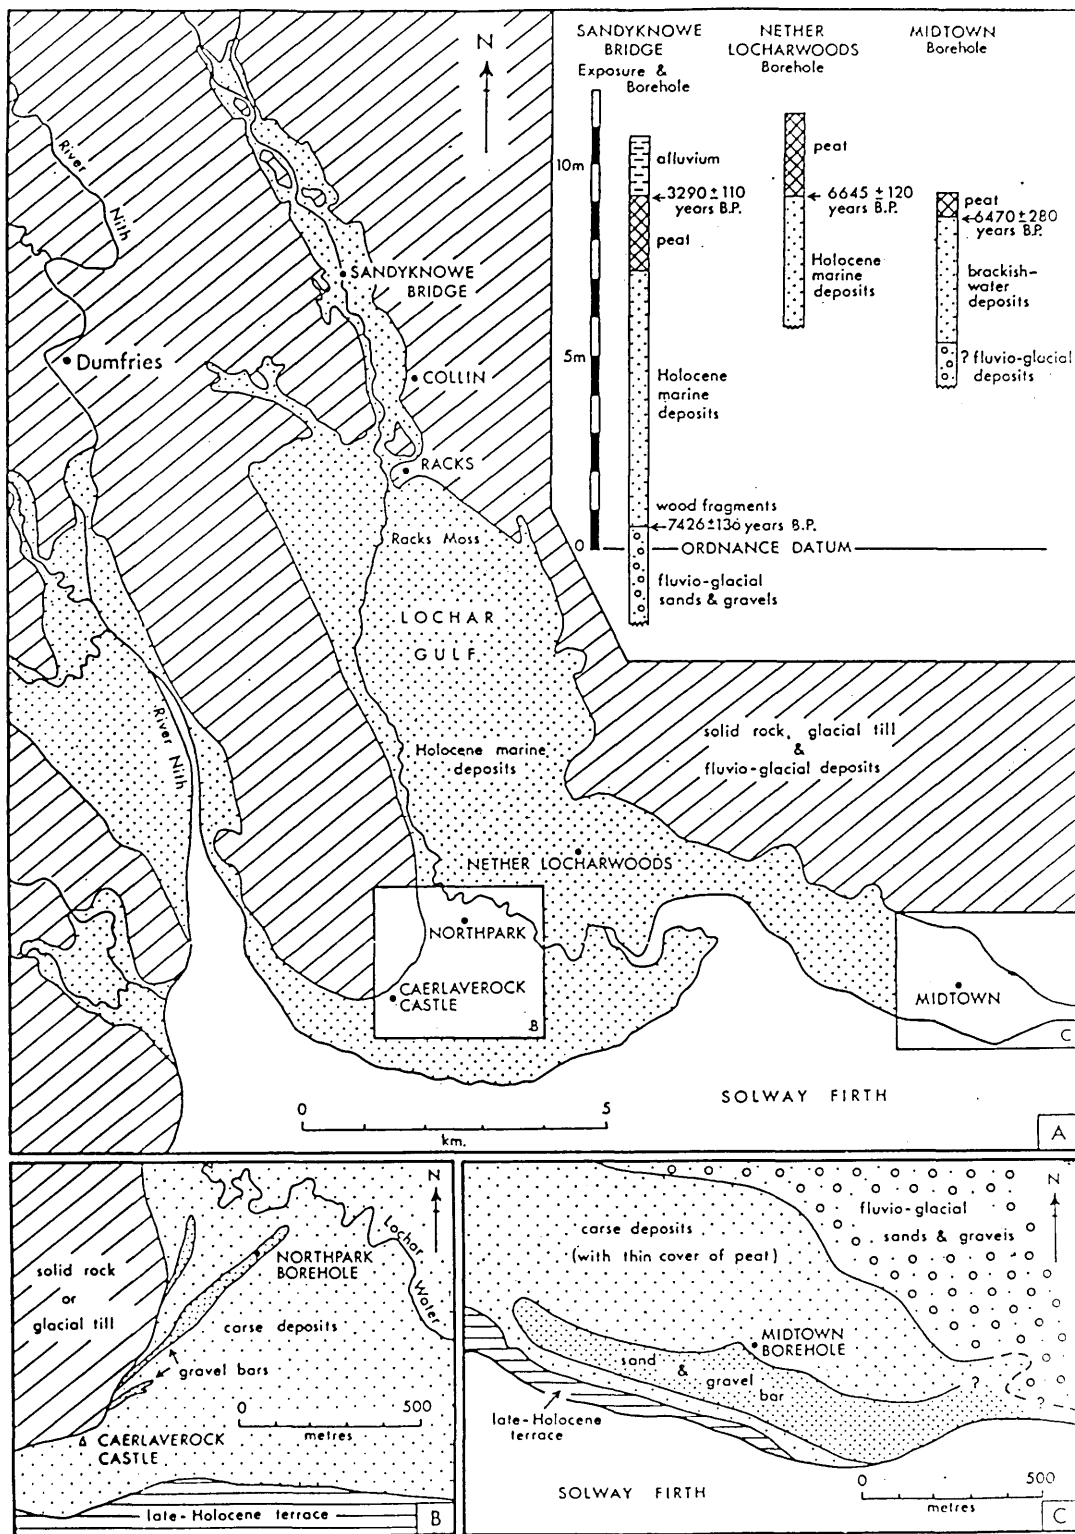 N
SANDYKNOWE
BRIDGE
Exposure &
Borehole
NETHER
LOCHARWOODS
Borehole
MIDTOWN
Borehole
10m
5m
0
alluvium
3290 ± 110
years B.P.
peat
Holocene
marine
deposits
wood fragments
years B.P.
ORDNANCE DATUM
fluvio-glacial
sands & gravels
peat
6645 ± 120
years B.P.
Holocene
marine
deposits
peat
6470 ± 280
years B.P.
brackish-
water
deposits
? fluvio-glacial
deposits
River
Nith
SANDYKNOWE
BRIDGE
Dumfries
COLLIN
RACKS
Racks Moss
LOCHAR
GULF
River
Nith
Holocene marine
deposits
solid rock, glacial till
&
fluvio-glacial deposits
NETHER LOCHARWOODS
NORTHPARK
CAERLAVEROCK
CASTLE
B
MIDTOWN
C
SOLWAY FIRTH
0 5
km.
A
N
solid rock
or
glacial till
NORTHPARK
BOREHOLE
Lochar
Water
carse deposits
gravel bars
0 500
metres
CAERLAVEROCK
CASTLE
late-Holocene terrace
B
N
carse deposits
(with thin cover of peat)
fluvio-glacial
sands & gravels
MIDTOWN
BOREHOLE
sand
&
gravel
bar
?
?
late-Holocene
terrace
SOLWAY FIRTH
0 500
metres
C